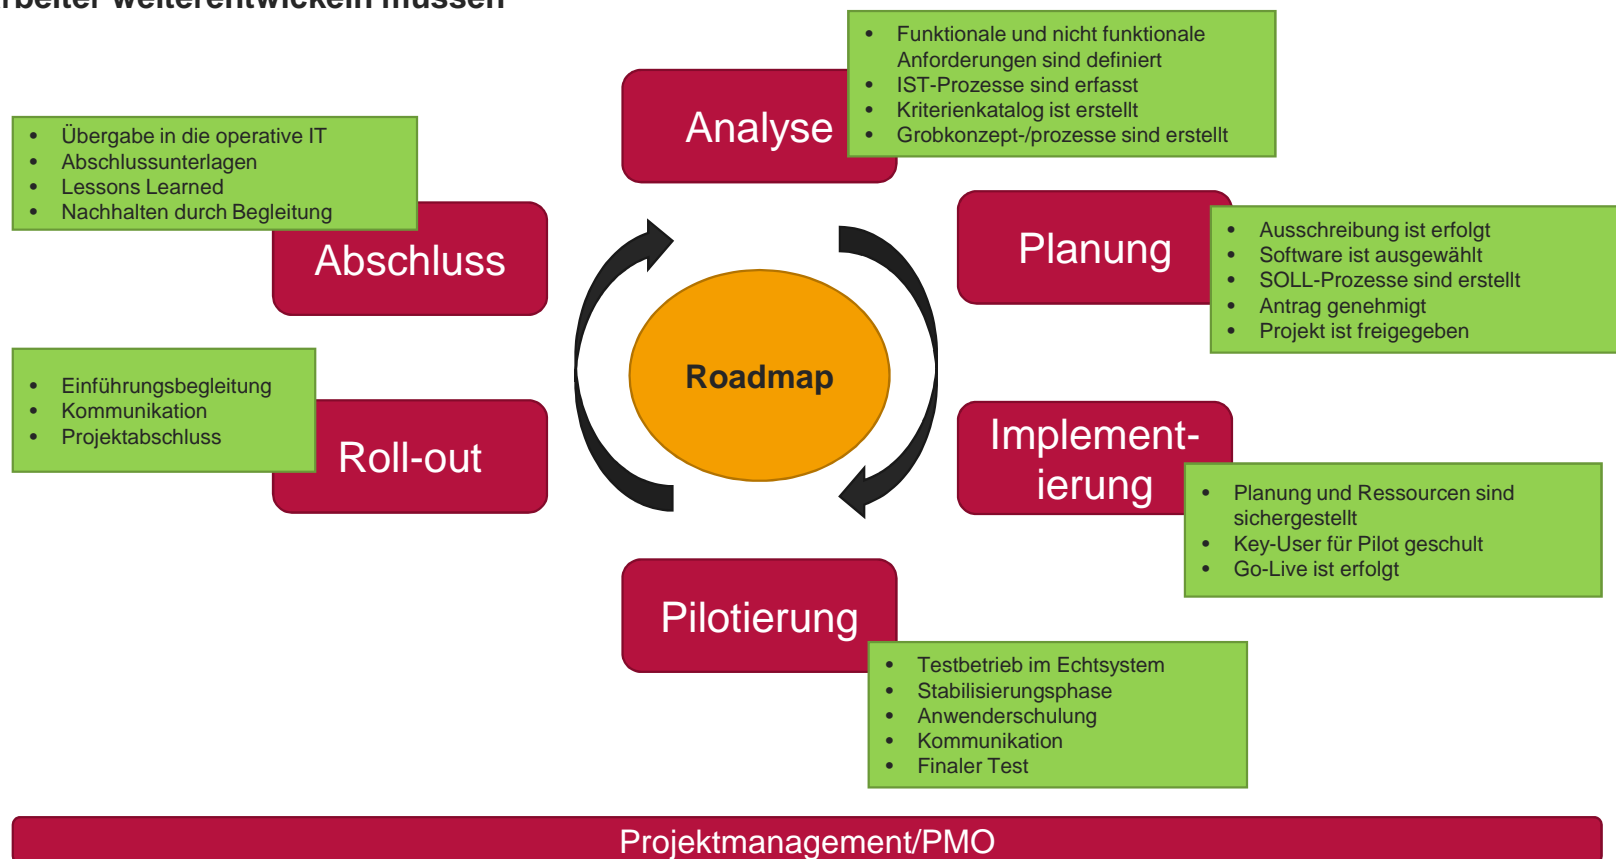 arbeiter weiterentwickeln müssen
Analyse
• Funktionale und nicht funktionale
Anforderungen sind definiert
• IST-Prozesse sind erfasst
• Kriterienkatalog ist erstellt
• Grobkonzept-/prozesse sind erstellt
Planung
• Ausschreibung ist erfolgt
• Software ist ausgewählt
• SOLL-Prozesse sind erstellt
• Antrag genehmigt
• Projekt ist freigegeben
Implement-
ierung
• Planung und Ressourcen sind
sichergestellt
• Key-User für Pilot geschult
• Go-Live ist erfolgt
Pilotierung
• Testbetrieb im Echtsystem
• Stabilisierungsphase
• Anwenderschulung
• Kommunikation
• Finaler Test
Roll-out
• Einführungsbegleitung
• Kommunikation
• Projektabschluss
Abschluss
• Übergabe in die operative IT
• Abschlussunterlagen
• Lessons Learned
• Nachhalten durch Begleitung
Roadmap
Projektmanagement/PMO